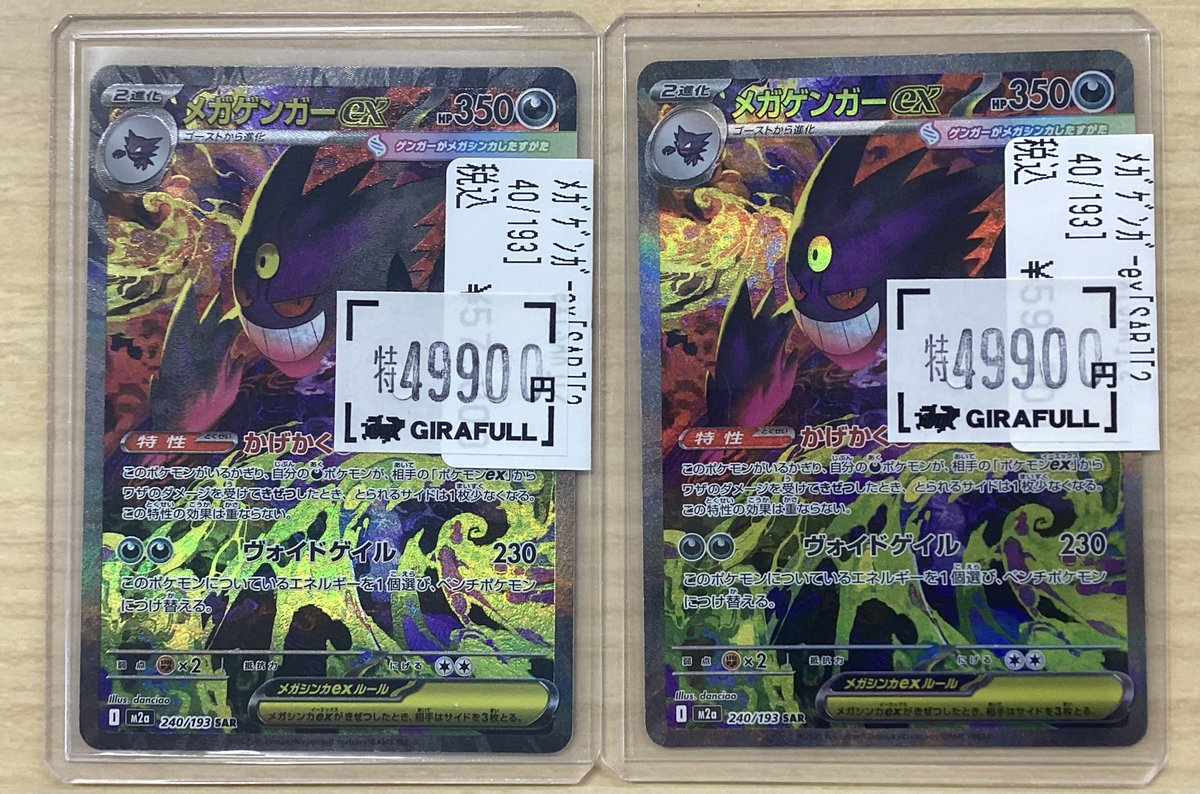 2進化
メガゲンガーex
HP350
ゴーストから進化
ゲンガーがメガシンカしたすがた
税込
40/193]
メガゲンガーex[SAR][2
特49900円
GIRAFULL
特性 とくせい
かげかく
このポケモンがいるかぎり、自分のポケモンが、相手の「ポケモンex」から
ワザのダメージを受けてきぜつしたとき、とられるサイドは1枚少なくなる。
この特性の効果は重ならない。
ヴォイドゲイル 230
このポケモンについているエネルギーを1個選び、ベンチポケモン
につけ替える。
弱点 ×2 抵抗力 にげる
メガシンカexルール
メガシンカexがきぜつしたとき、相手はサイドを3枚とる。
Illus. danciao
I m2a 240/193 SAR
2進化
メガゲンガーex
HP350
ゴーストから進化
ゲンガーがメガシンカしたすがた
税込
40/193]
メガゲンガーex[SAR][2
特49900円
GIRAFULL
特性 とくせい
かげかく
このポケモンがいるかぎり、自分のポケモンが、相手の「ポケモンex」から
ワザのダメージを受けてきぜつしたとき、とられるサイドは1枚少なくなる。
この特性の効果は重ならない。
ヴォイドゲイル 230
このポケモンについているエネルギーを1個選び、ベンチポケモン
につけ替える。
弱点 ×2 抵抗力 にげる
メガシンカexルール
メガシンカexがきぜつしたとき、相手はサイドを3枚とる。
Illus. danciao
I m2a 240/193 SAR